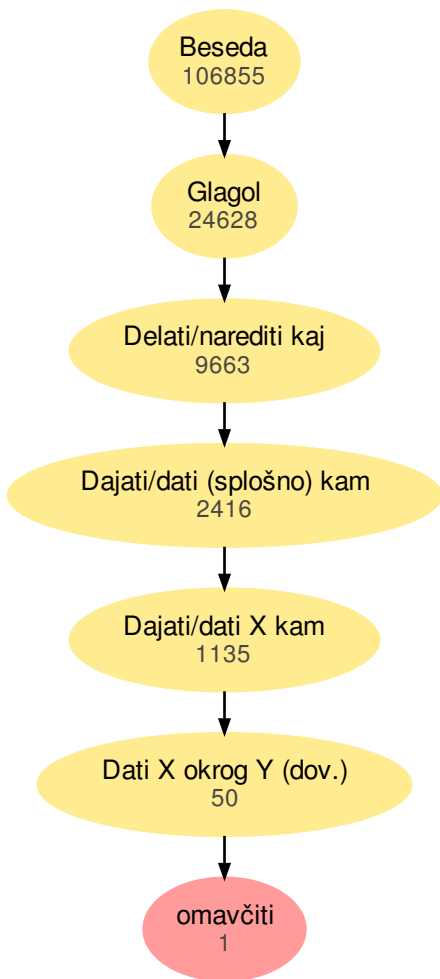 Beseda
106855
Glagol
24628
Delati/narediti kaj
9663
Dajati/dati (splošno) kam
2416
Dajati/dati X kam
1135
Dati X okrog Y (dov.)
50
omavčiti
1